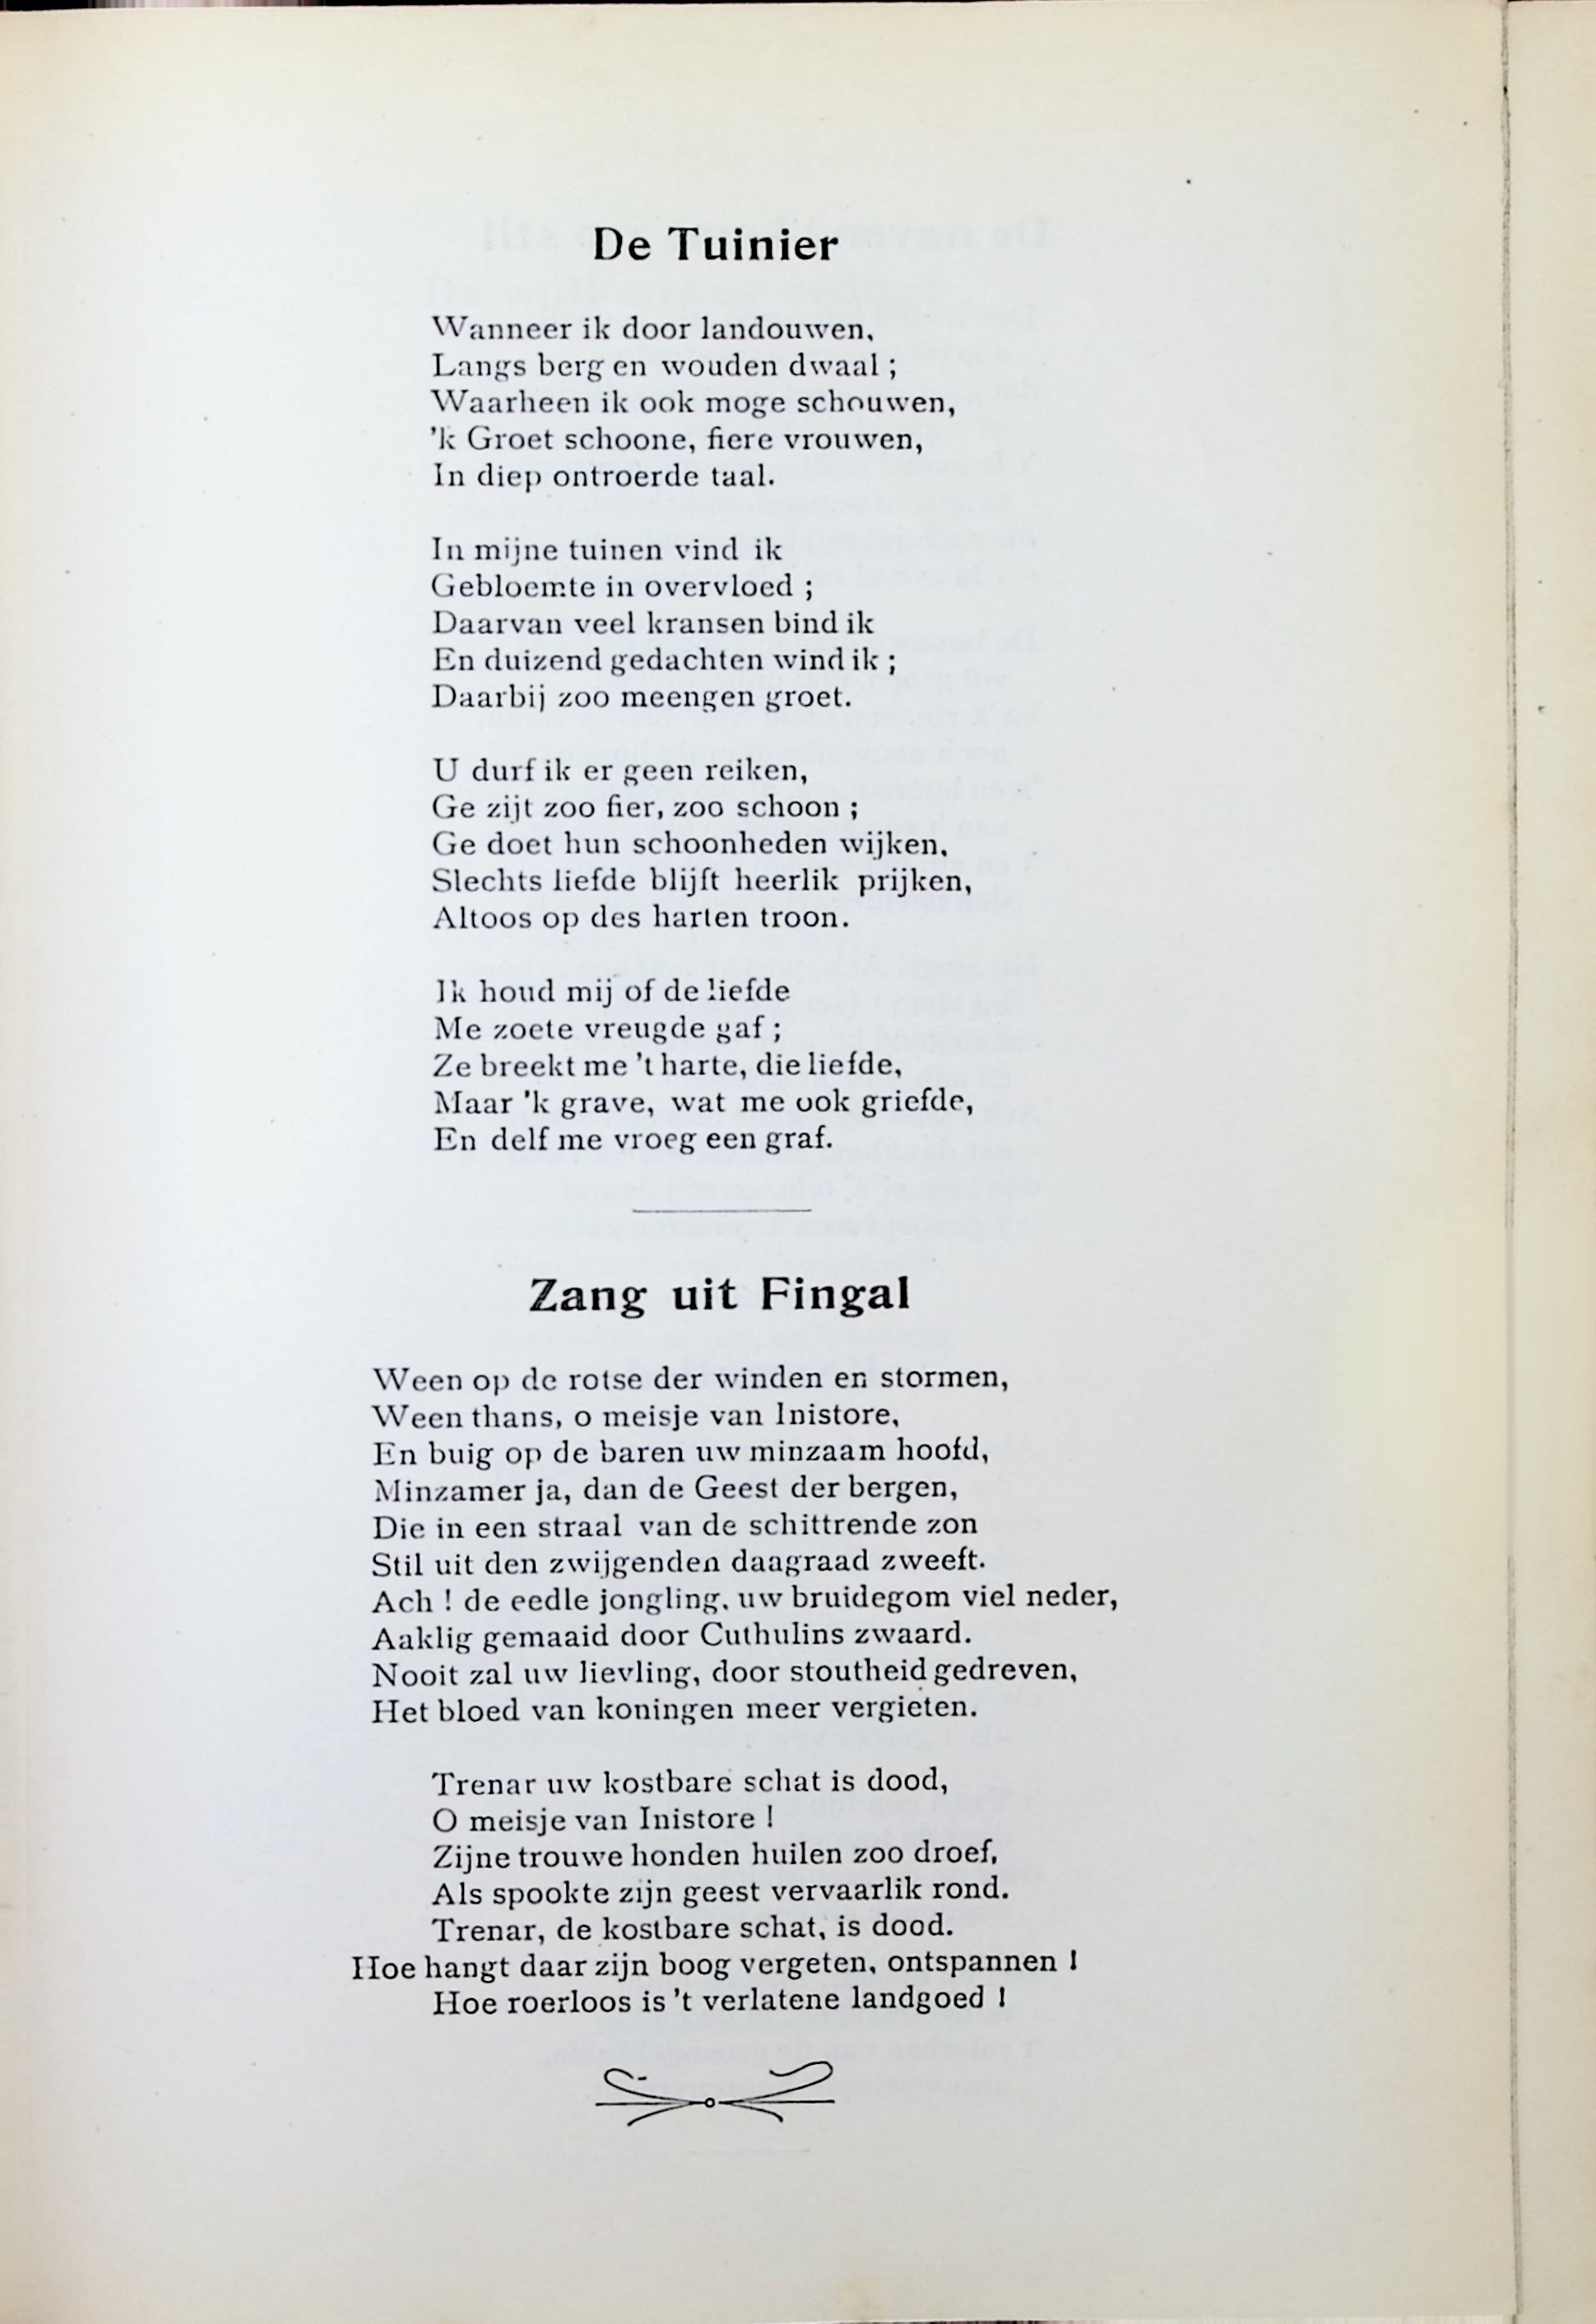 De Tuinier
Wanneer ik door landouwen,
Langs berg en wouden dwaal ;
Waarheen ik ook moge schouwen,
'k Groet schoone, fiere vrouwen,
In diep ontroerde taal.
In mijne tuinen vind ik
Gebloemte in overvloed ;
Daarvan veel kransen bind ik
En duizend gedachten wind ik ;
Daarbij zoo meengen groet.
U durf ik er geen reiken,
Ge zijt zoo fier, zoo schoon ;
Ge doet hun schoonheden wijken,
Slechts liefde blijft heerlik prijken,
Altoos op des harten troon.
Ik houd mij of de liefde
Me zoete vreugde gaf ;
Ze breekt me 't harte, die liefde,
Maar 'k grave, wat me ook griefde,
En delf me vroeg een graf.
Zang uit Fingal
Ween op de rotse der winden en stormen,
Ween thans, o meisje van Inistore,
En buig op de baren uw minzaam hoofd,
Minzamer ja, dan de Geest der bergen,
Die in een straal van de schittrende zon
Stil uit den zwijgenden daagraad zweeft.
Ach ! de eedle jongling, uw bruidegom viel neder,
Aaklig gemaaid door Cuthulins zwaard.
Nooit zal uw lievling, door stoutheid gedreven,
Het bloed van koningen meer vergieten.
Trenar uw kostbare schat is dood,
O meisje van Inistore !
Zijne trouwe honden huilen zoo droef,
Als spookte zijn geest vervaarlik rond.
Trenar, de kostbare schat, is dood.
Hoe hangt daar zijn boog vergeten, ontspannen !
Hoe roerloos is 't verlatene landgoed !